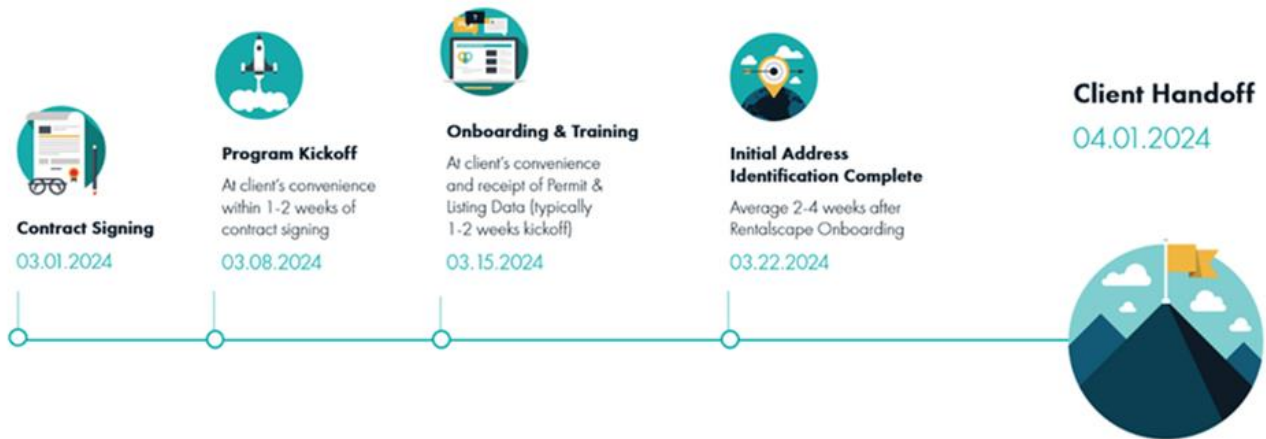 Contract Signing
03.01.2024
Program Kickoff
At client's convenience
within 1-2 weeks of
contract signing
03.08.2024
Onboarding & Training
At client's convenience
and receipt of Permit &
Listing Data (typically
1-2 weeks kickoff)
03.15.2024
Initial Address
Identification Complete
Average 2-4 weeks after
Rentalscape Onboarding
03.22.2024
Client Handoff
04.01.2024